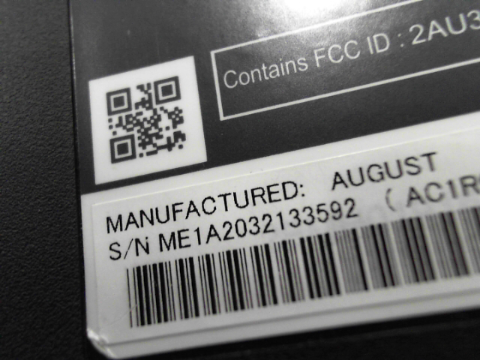 Contains FCC ID : 2AU3
MANUFACTURED: AUGUST
S/N ME1A2032133592 ( AC1R